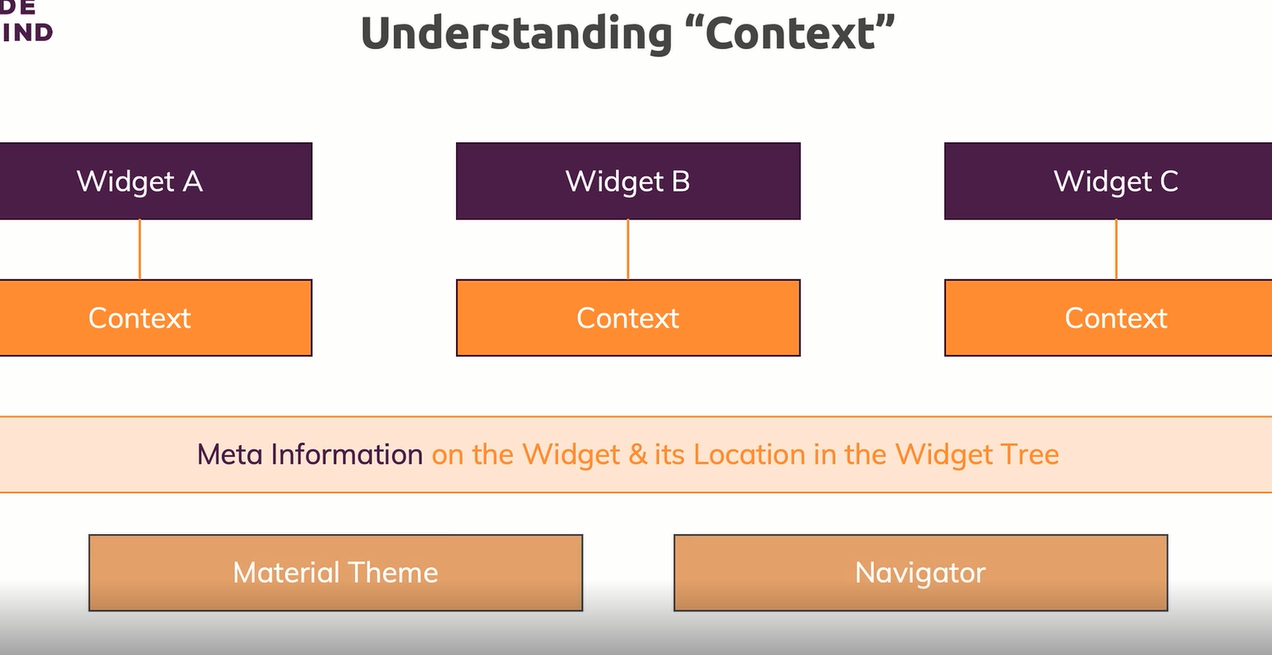 DE
IND
Understanding “Context”
Widget A
Widget B
Widget C
Context
Context
Context
Meta Information on the Widget & its Location in the Widget Tree
Material Theme
Navigator